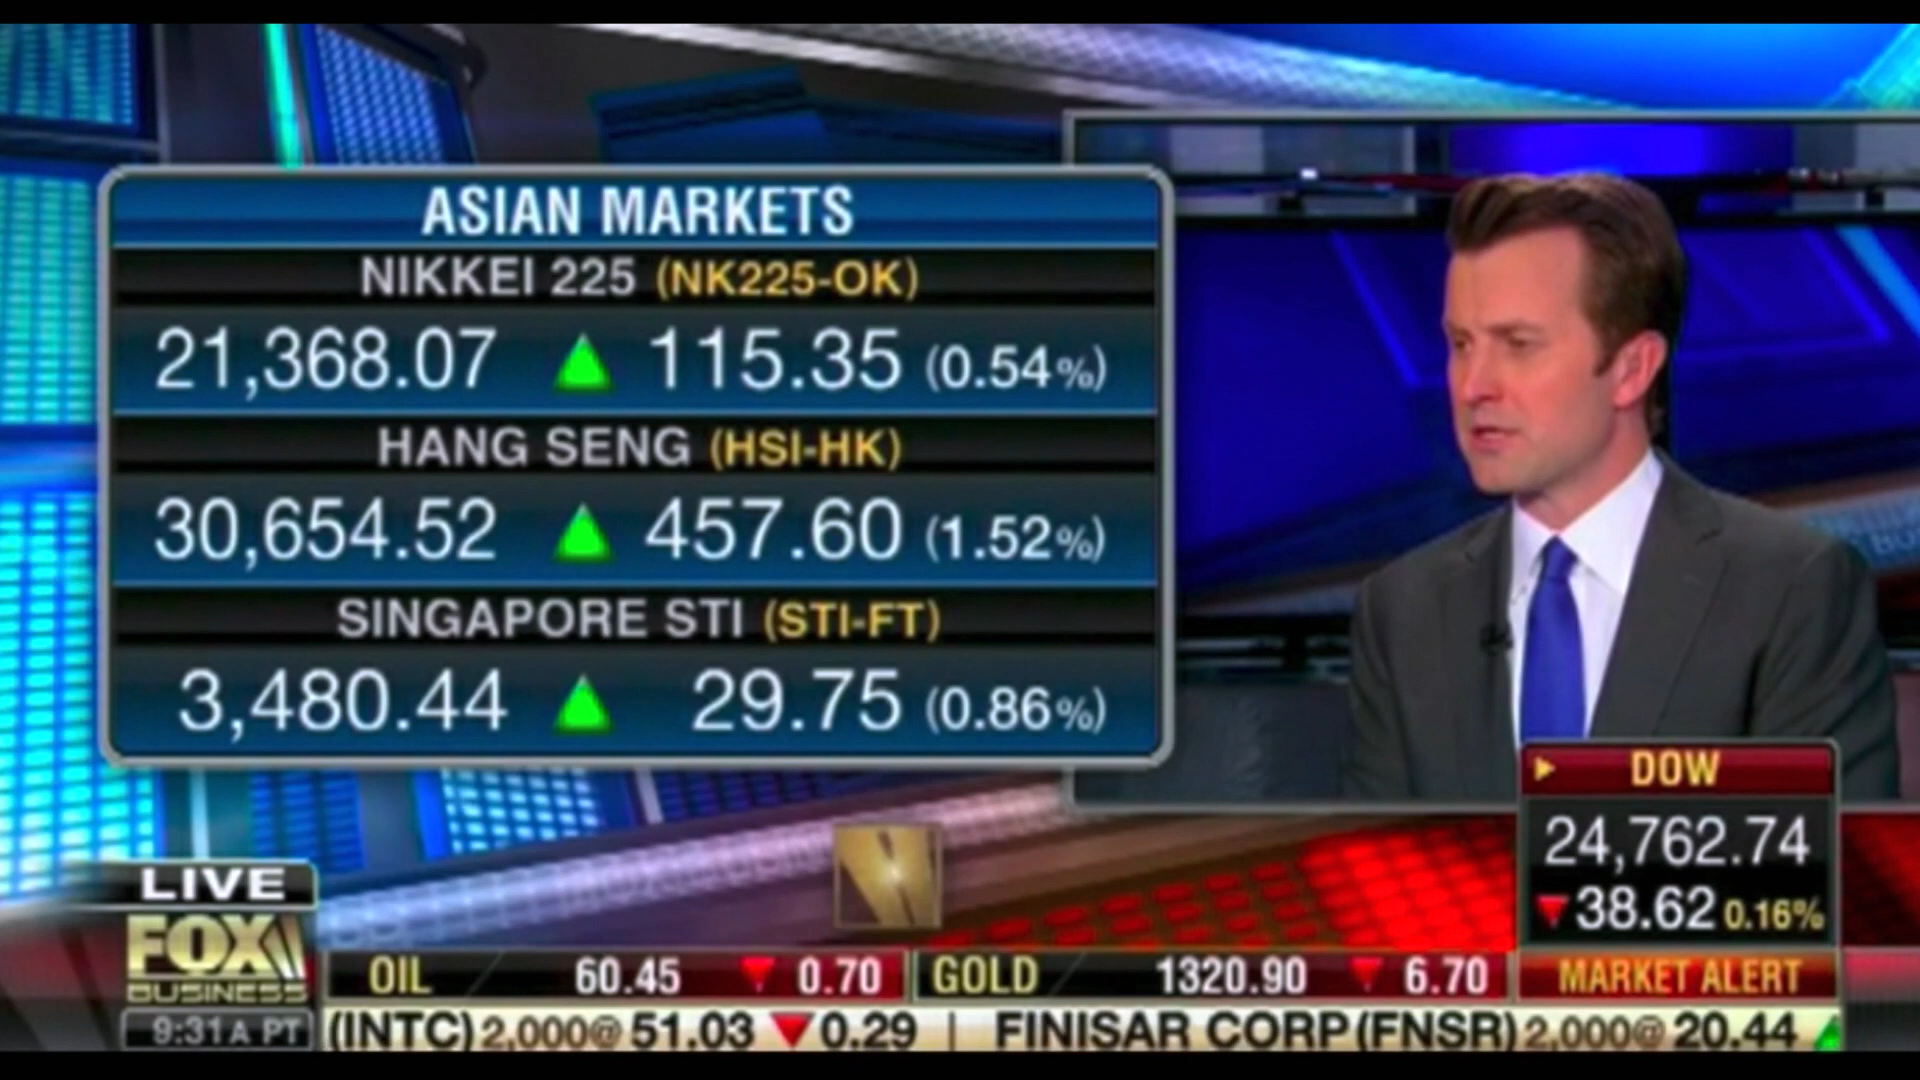 ASIAN MARKETS
NIKKEI 225 (NK225-OK)
21,368.07 ▲ 115.35 (0.54%)
HANG SENG (HSI-HK)
30,654.52 ▲ 457.60 (1.52%)
SINGAPORE STI (STI-FT)
3,480.44 ▲ 29.75 (0.86%)
DOW
24,762.74
▼38.62 0.16%
MARKET ALERT
LIVE
FOX
BUSINESS
9:31A PT
OIL 60.45 ▼ 0.70
GOLD 1320.90 ▼ 6.70
(INTC) 2,000@ 51.03 ▼0.29 | FINISAR CORP (FNSR) 2,000@ 20.44 ▲